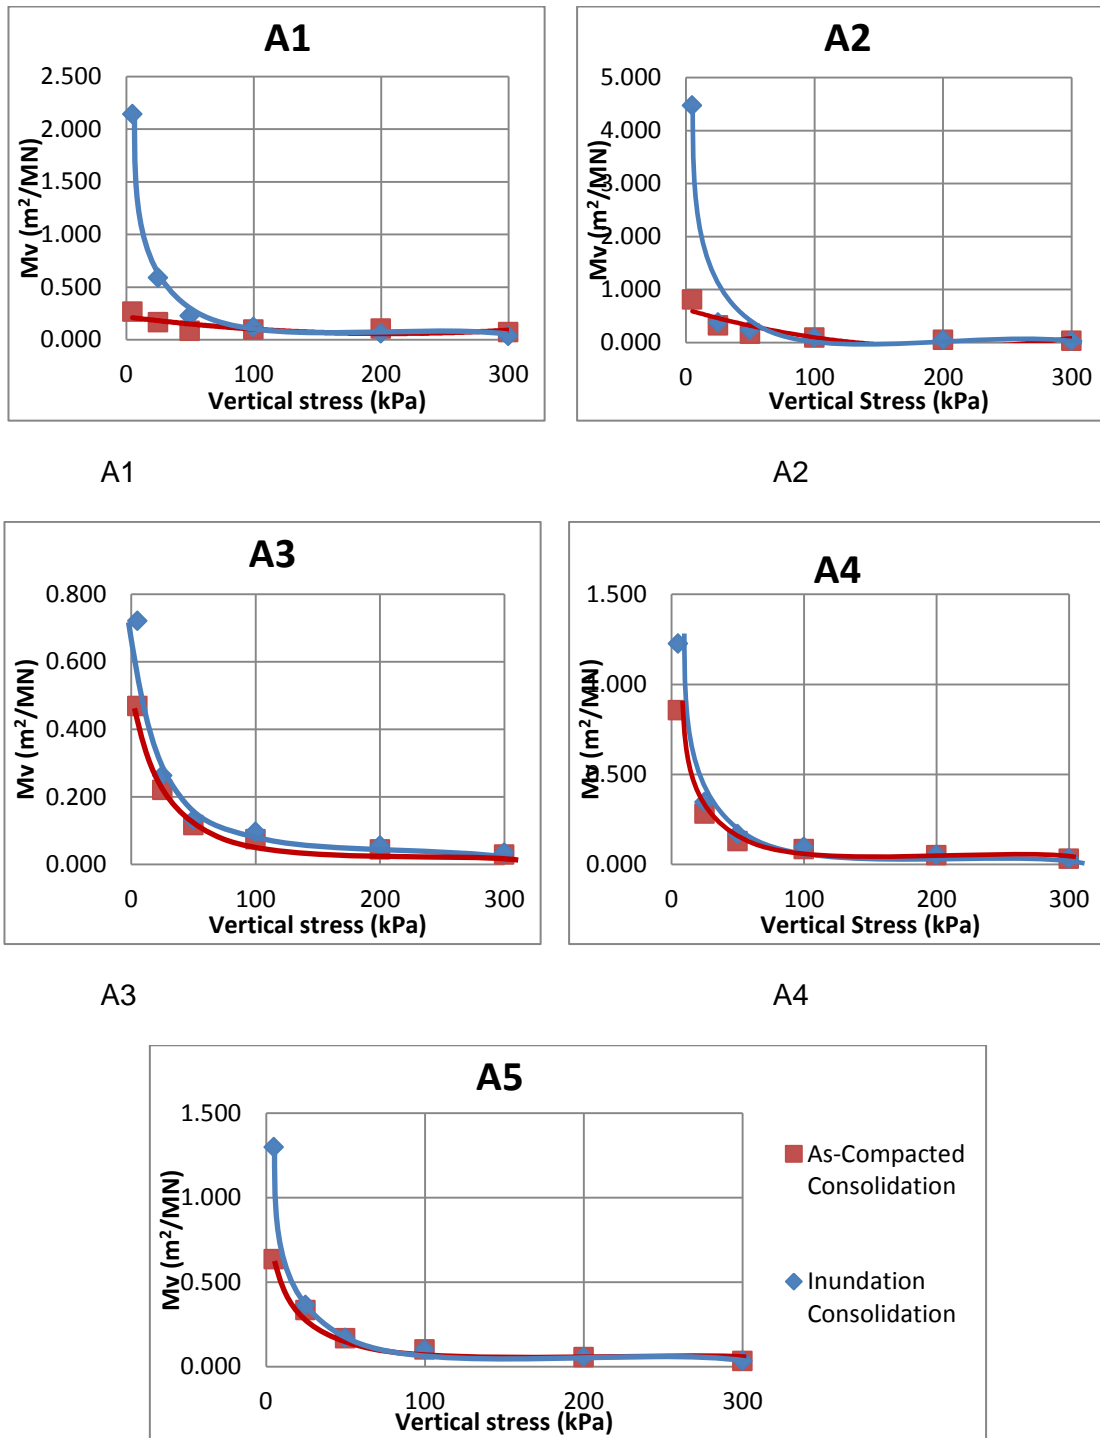 A1
2.500
2.000
1.500
1.000
0.500
0.000
Mv (m²/MN)
0 100 200 300
Vertical stress (kPa)
A2
5.000
4.000
3.000
2.000
1.000
0.000
Mv (m²/MN)
0 100 200 300
Vertical Stress (kPa)
A1 A2
A3
0.800
0.600
0.400
0.200
0.000
Mv (m²/MN)
0 100 200 300
Vertical stress (kPa)
A4
1.500
1.000
0.500
0.000
Mv (m²/MN)
0 100 200 300
Vertical Stress (kPa)
A3 A4
A5
1.500
1.000
0.500
0.000
Mv (m²/MN)
0 100 200 300
Vertical stress (kPa)
As-Compacted
Consolidation
Inundation
Consolidation